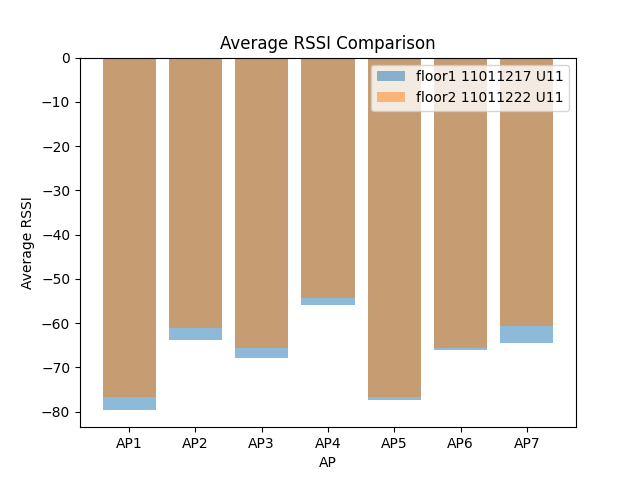 Average RSSI Comparison
floor1 11011217 U11
floor2 11011222 U11
0
−10
−20
−30
−40
−50
−60
−70
−80
Average RSSI
AP1 AP2 AP3 AP4 AP5 AP6 AP7
AP